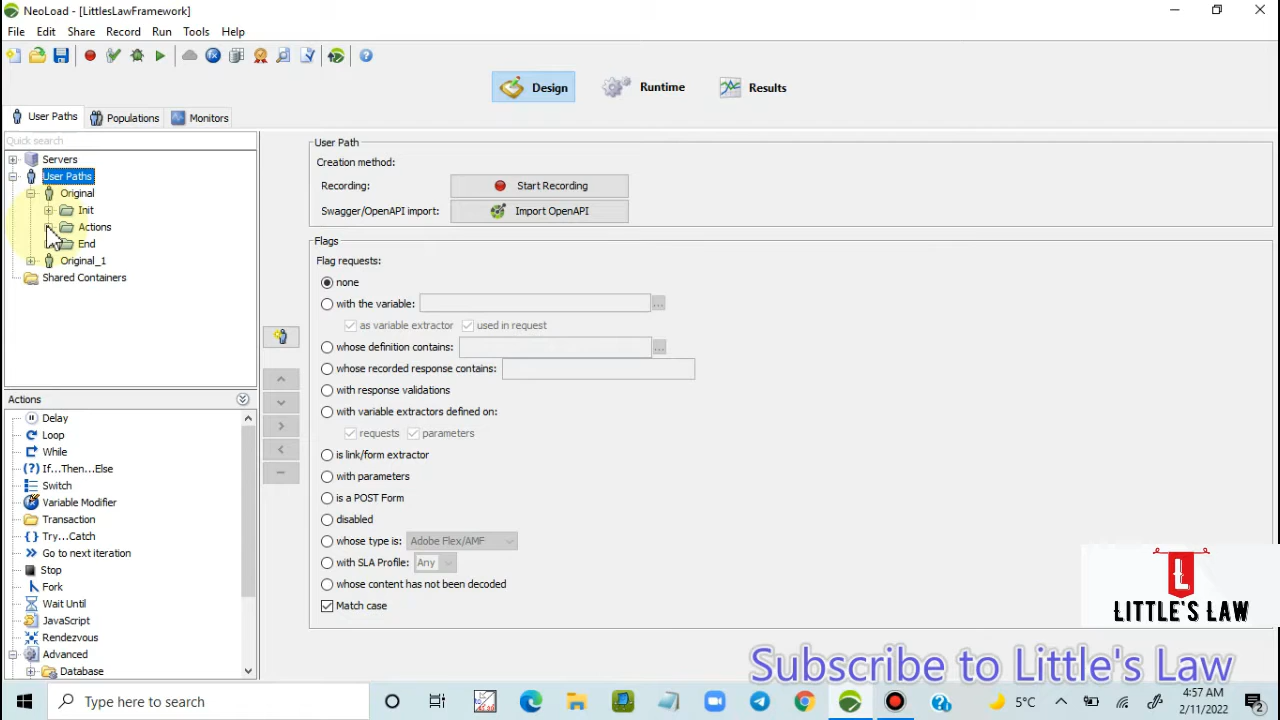 NeoLoad - [LittlesLawFramework]
File Edit Share Record Run Tools Help
Design Runtime Results
User Paths Populations Monitors
Quick search
Servers
User Paths
Original
Init
Actions
End
Original_1
Shared Containers
Actions
Delay
Loop
While
If...Then...Else
Switch
Variable Modifier
Transaction
Try...Catch
Go to next iteration
Stop
Fork
Wait Until
JavaScript
Rendezvous
Advanced
Database
User Path
Creation method:
Recording: Start Recording
Swagger/OpenAPI import: Import OpenAPI
Flags
Flag requests:
none
with the variable: ...
as variable extractor used in request
whose definition contains: ...
whose recorded response contains:
with response validations
with variable extractors defined on:
requests parameters
is link/form extractor
with parameters
is a POST Form
disabled
whose type is: Adobe Flex/AMF
with SLA Profile: Any
whose content has not been decoded
Match case
L
LITTLE'S LAW
Subscribe to Little's Law
Type here to search
5°C
4:57 AM
2/11/2022
2